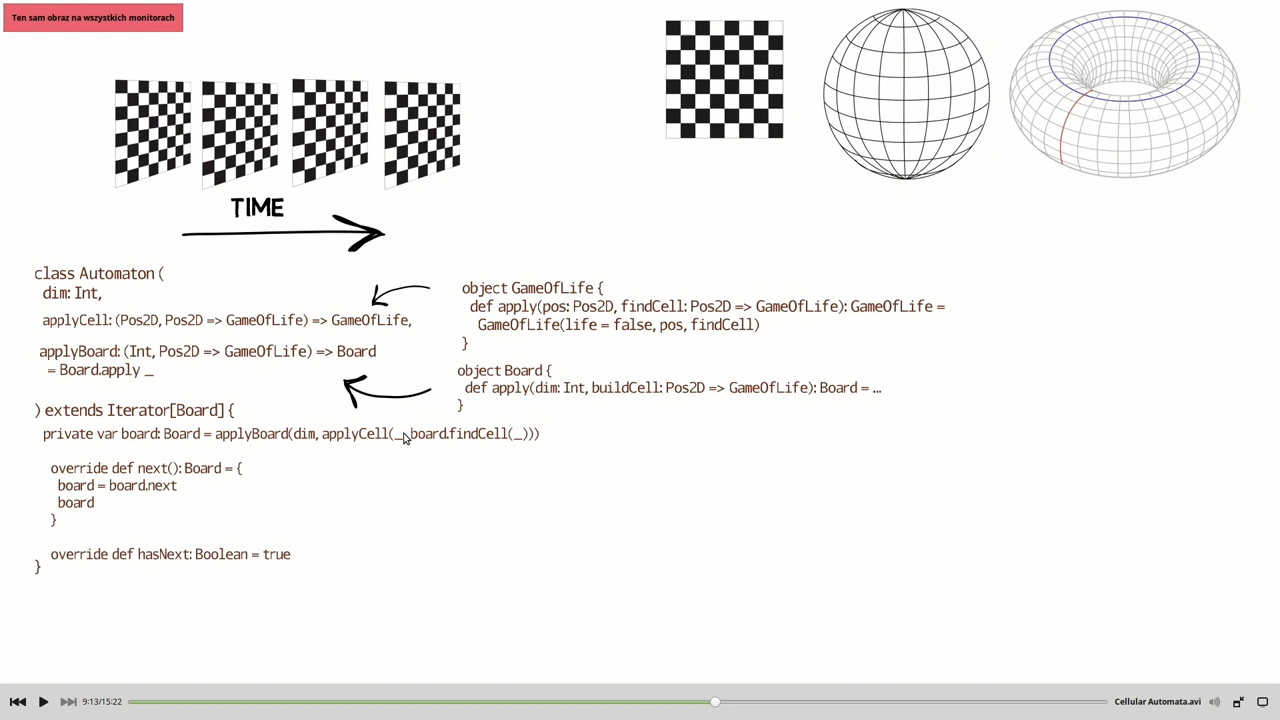 Ten sam obraz na wszystkich monitorach
TIME
class Automaton (
dim: Int,
applyCell: (Pos2D, Pos2D => GameOfLife) => GameOfLife,
applyBoard: (Int, Pos2D => GameOfLife) => Board
= Board.apply _
) extends Iterator[Board] {
private var board: Board = applyBoard(dim, applyCell(_, board.findCell(_)))
override def next(): Board = {
board = board.next
board
}
override def hasNext: Boolean = true
}
object GameOfLife {
def apply(pos: Pos2D, findCell: Pos2D => GameOfLife): GameOfLife =
GameOfLife(life = false, pos, findCell)
}
object Board {
def apply(dim: Int, buildCell: Pos2D => GameOfLife): Board = ...
}
9:13/15:22
Cellular Automata.avi